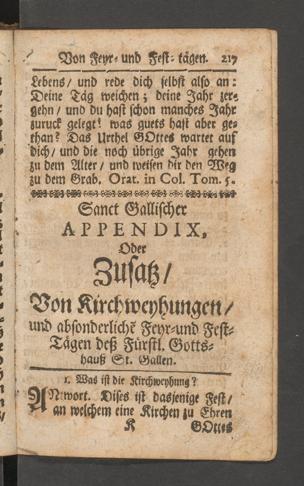 Von Feyr- und Fest- tägen. 217
Lebens/ und rede dich selbst also an:
Deine Täg weichen; deine Jahr zer-
gehn/ und du hast schon manches Jahr
zuruck gelegt! was guets hast aber ge-
than? Das Urthel GOttes wartet auf
dich/ und die noch übrige Jahr gehen
zu dem Alter/ und weisen dir den Weg
zu dem Grab. Orat. in Col. Tom. 5.
Sanct Gallischer
APPENDIX,
Oder
Zusatz/
Von Kirchweyhungen/
und absonderlichē Feyr-und Fest-
Tägen deß Fürstl. Gotts-
hauß St. Gallen.
1. Was ist die Kirchweyhung?
ANtwort. Dises ist dasjenige Fest/
an welchem eine Kirchen zu Ehren
K GOttes